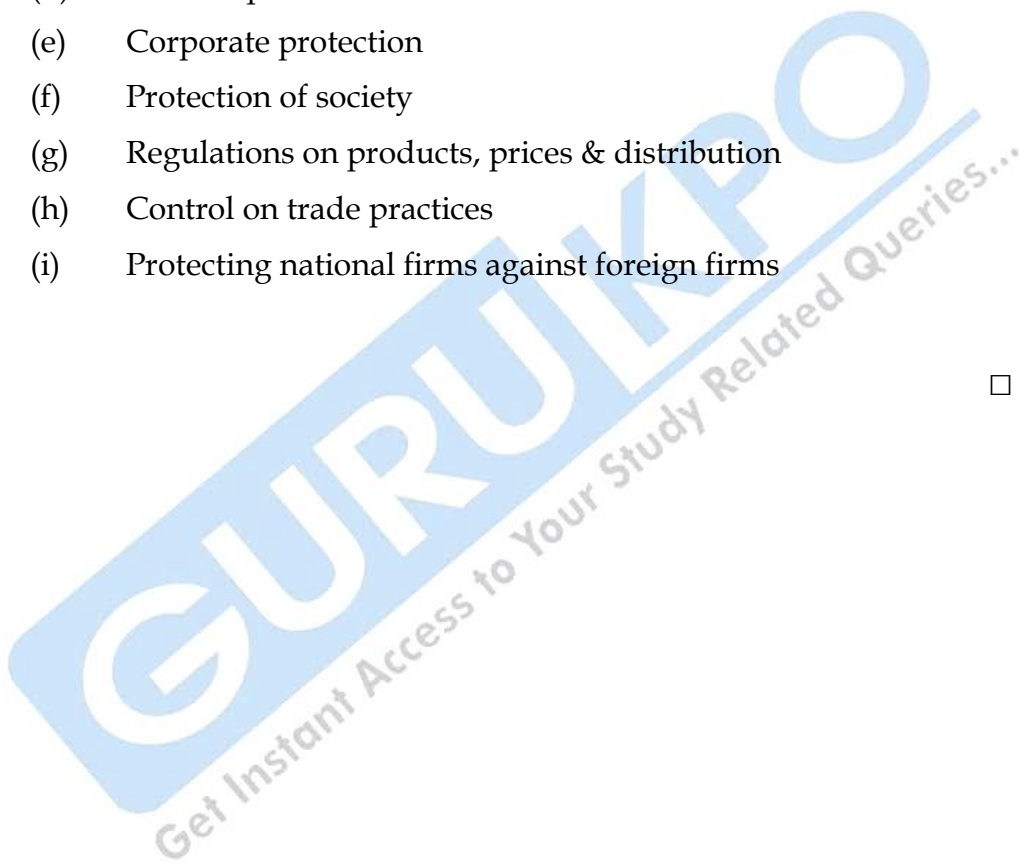 (e) Corporate protection
(f) Protection of society
(g) Regulations on products, prices & distribution
(h) Control on trade practices
(i) Protecting national firms against foreign firms
GURUKPO
Get Instant Access to Your Study Related Queries...